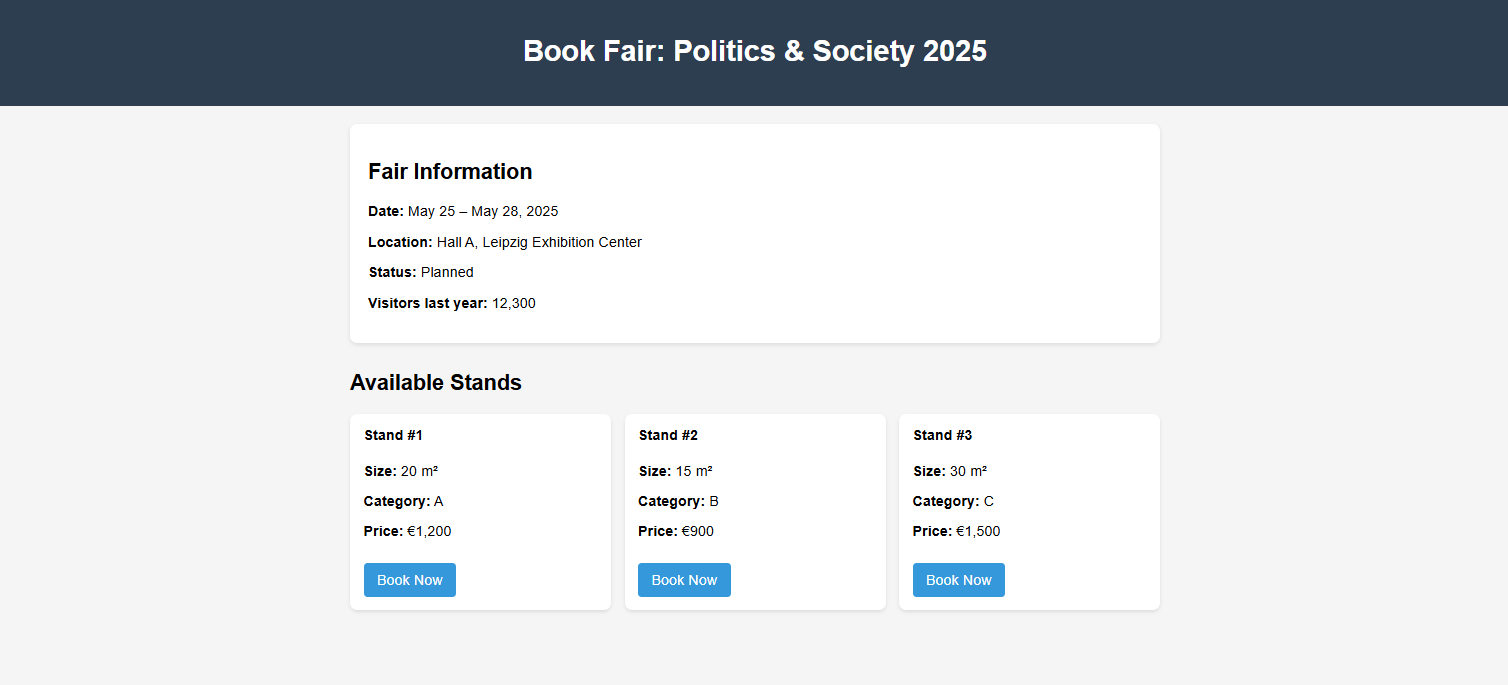 Book Fair: Politics & Society 2025
Fair Information
Date: May 25 – May 28, 2025
Location: Hall A, Leipzig Exhibition Center
Status: Planned
Visitors last year: 12,300
Available Stands
Stand #1
Size: 20 m²
Category: A
Price: €1,200
Book Now
Stand #2
Size: 15 m²
Category: B
Price: €900
Book Now
Stand #3
Size: 30 m²
Category: C
Price: €1,500
Book Now